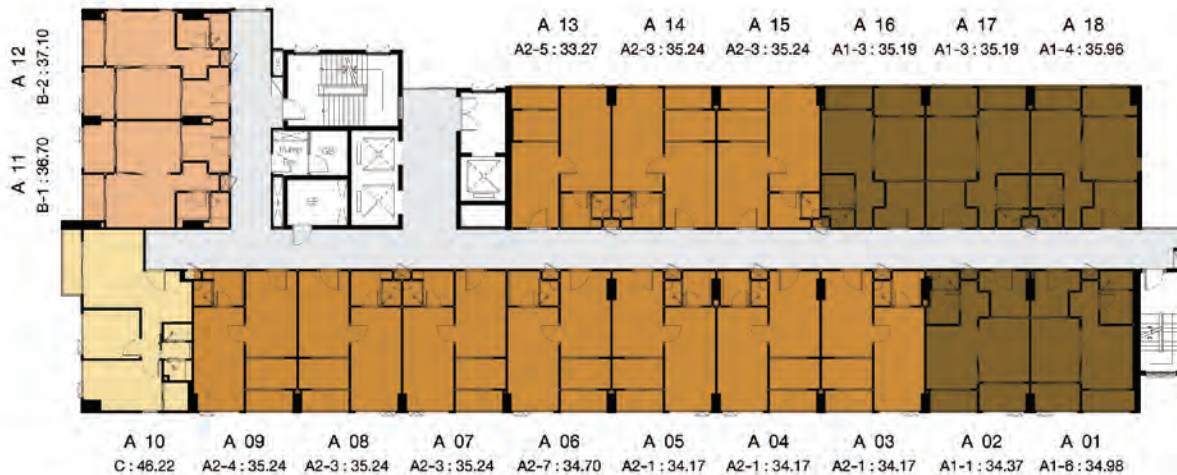 A 13
A2-5 : 33.27
A 14
A2-3 : 35.24
A 15
A2-3 : 35.24
A 16
A1-3 : 35.19
A 17
A1-3 : 35.19
A 18
A1-4 : 35.96
A 12
B-2 : 37.10
A 11
B-1 : 36.70
A 10
C : 46.22
A 09
A2-4 : 35.24
A 08
A2-3 : 35.24
A 07
A2-3 : 35.24
A 06
A2-7 : 34.70
A 05
A2-1 : 34.17
A 04
A2-1 : 34.17
A 03
A2-1 : 34.17
A 02
A1-1 : 34.37
A 01
A1-6 : 34.98